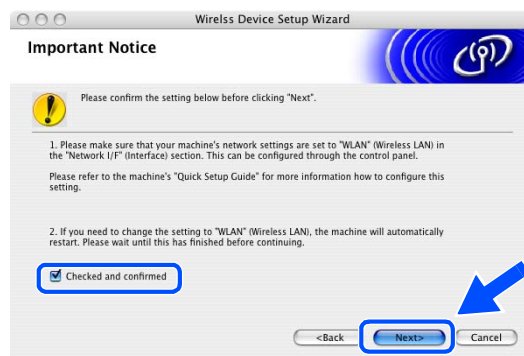 Wirelss Device Setup Wizard
Important Notice
Please confirm the setting below before clicking "Next".
1. Please make sure that your machine's network settings are set to "WLAN" (Wireless LAN) in
the "Network I/F" (Interface) section. This can be configured through the control panel.
Please refer to the machine's "Quick Setup Guide" for more information how to configure this
setting.
2. If you need to change the setting to "WLAN" (Wireless LAN), the machine will automatically
restart. Please wait until this has finished before continuing.
Checked and confirmed
<Back Next> Cancel